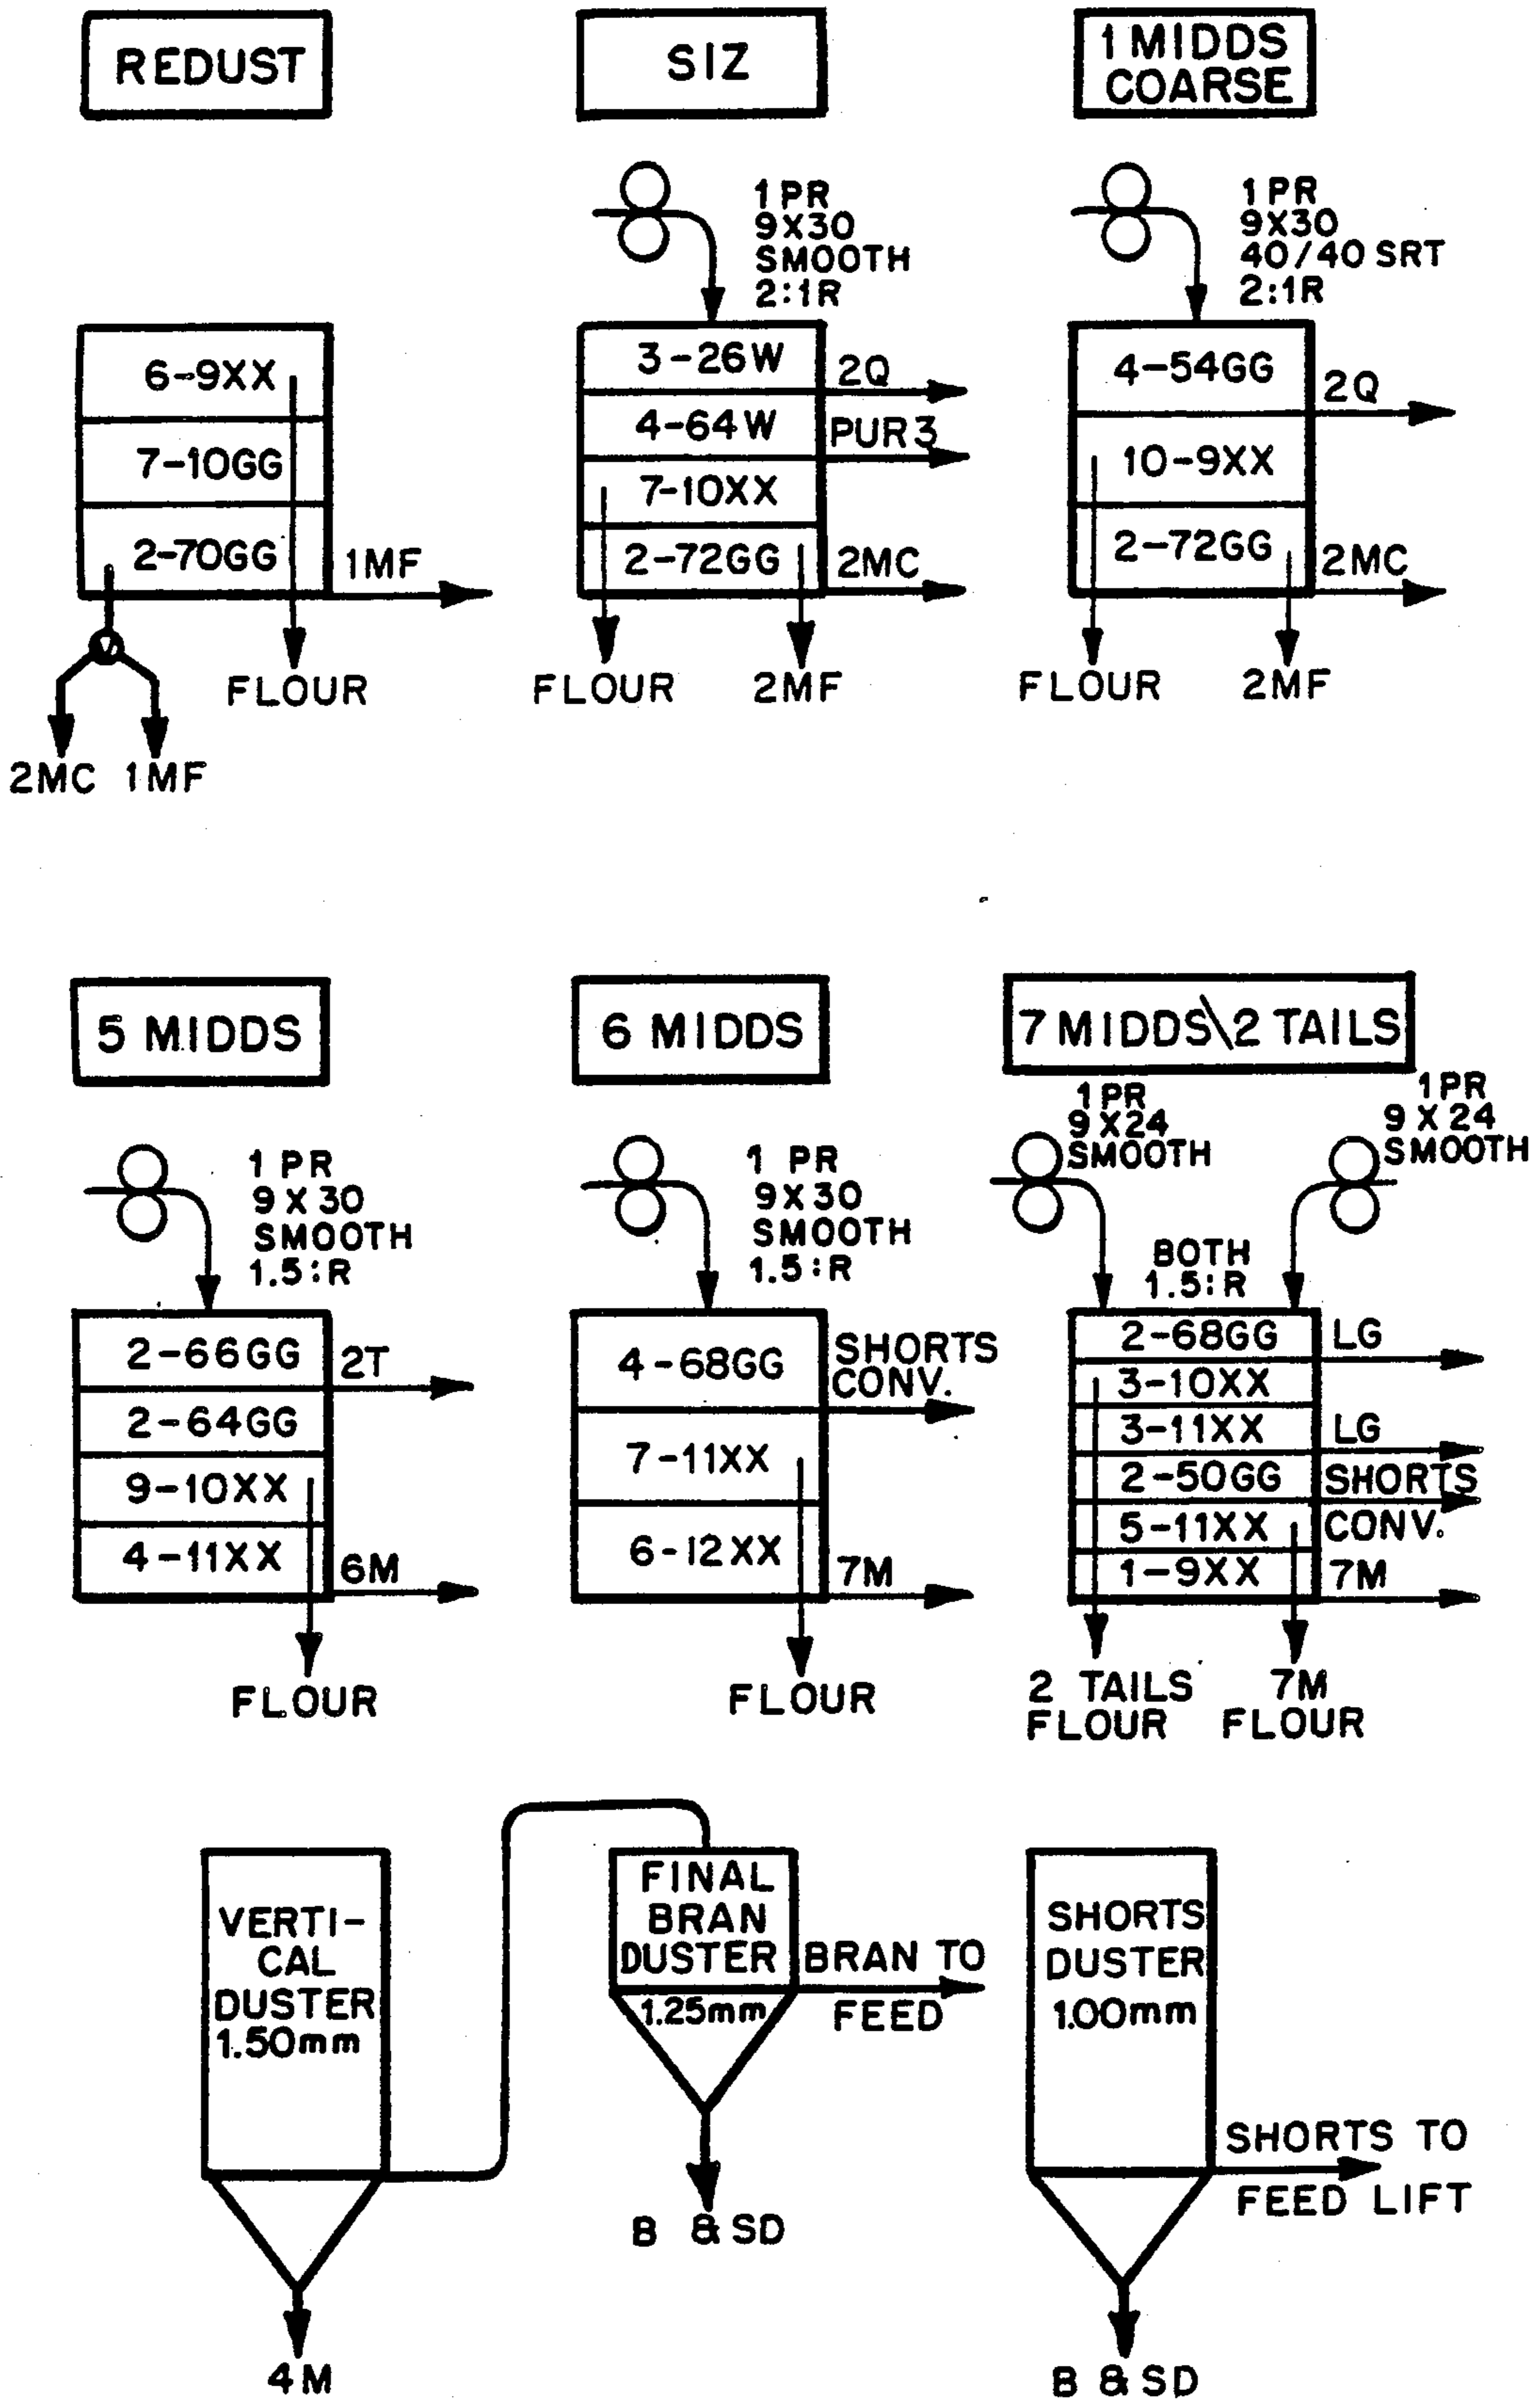 REDUST
6-9XX
7-10GG
2-70GG
1MF
V
FLOUR
2MC 1MF
SIZ
1 PR
9X30
SMOOTH
2:1R
3-26W
2Q
4-64W
PUR3
7-10XX
2-72GG
2MC
FLOUR
2MF
1 MIDDS
COARSE
1 PR
9X30
40/40 SRT
2:1R
4-54GG
2Q
10-9XX
2-72GG
2MC
FLOUR
2MF
5 MIDDS
1 PR
9 X 30
SMOOTH
1.5:R
2-66GG
2T
2-64GG
9-10XX
4-11XX
6M
FLOUR
6 MIDDS
1 PR
9 X 30
SMOOTH
1.5:R
4-68GG
SHORTS
CONV.
7-11XX
6-12XX
7M
FLOUR
7 MIDDS\2 TAILS
1 PR
9 X24
SMOOTH
1PR
9 X 24
SMOOTH
BOTH
1.5:R
2-68GG
LG
3-10XX
3-11XX
LG
2-50GG
SHORTS
5-11XX
CONV.
1-9XX
7M
2 TAILS
FLOUR
7M
FLOUR
VERTI-
CAL
DUSTER
1.50mm
4M
FINAL
BRAN
DUSTER
1.25mm
BRAN TO
FEED
B & SD
SHORTS
DUSTER
1.00mm
SHORTS TO
FEED LIFT
B & SD